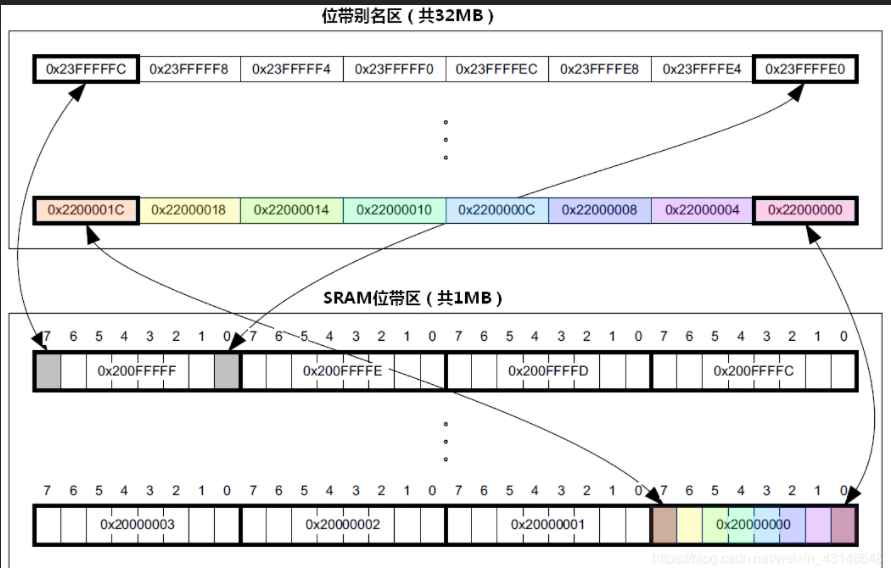 位带别名区（共32MB）
0x23FFFFFC 0x23FFFFF8 0x23FFFFF4 0x23FFFFF0 0x23FFFFEC 0x23FFFFE8 0x23FFFFE4 0x23FFFFE0
0x2200001C 0x22000018 0x22000014 0x22000010 0x2200000C 0x22000008 0x22000004 0x22000000
SRAM位带区（共1MB）
7 6 5 4 3 2 1 0 7 6 5 4 3 2 1 0 7 6 5 4 3 2 1 0 7 6 5 4 3 2 1 0
0x200FFFFF 0x200FFFFE 0x200FFFFD 0x200FFFFC
7 6 5 4 3 2 1 0 7 6 5 4 3 2 1 0 7 6 5 4 3 2 1 0 7 6 5 4 3 2 1 0
0x20000003 0x20000002 0x20000001 0x20000000
https://blog.csdn.net/weixin_43148648